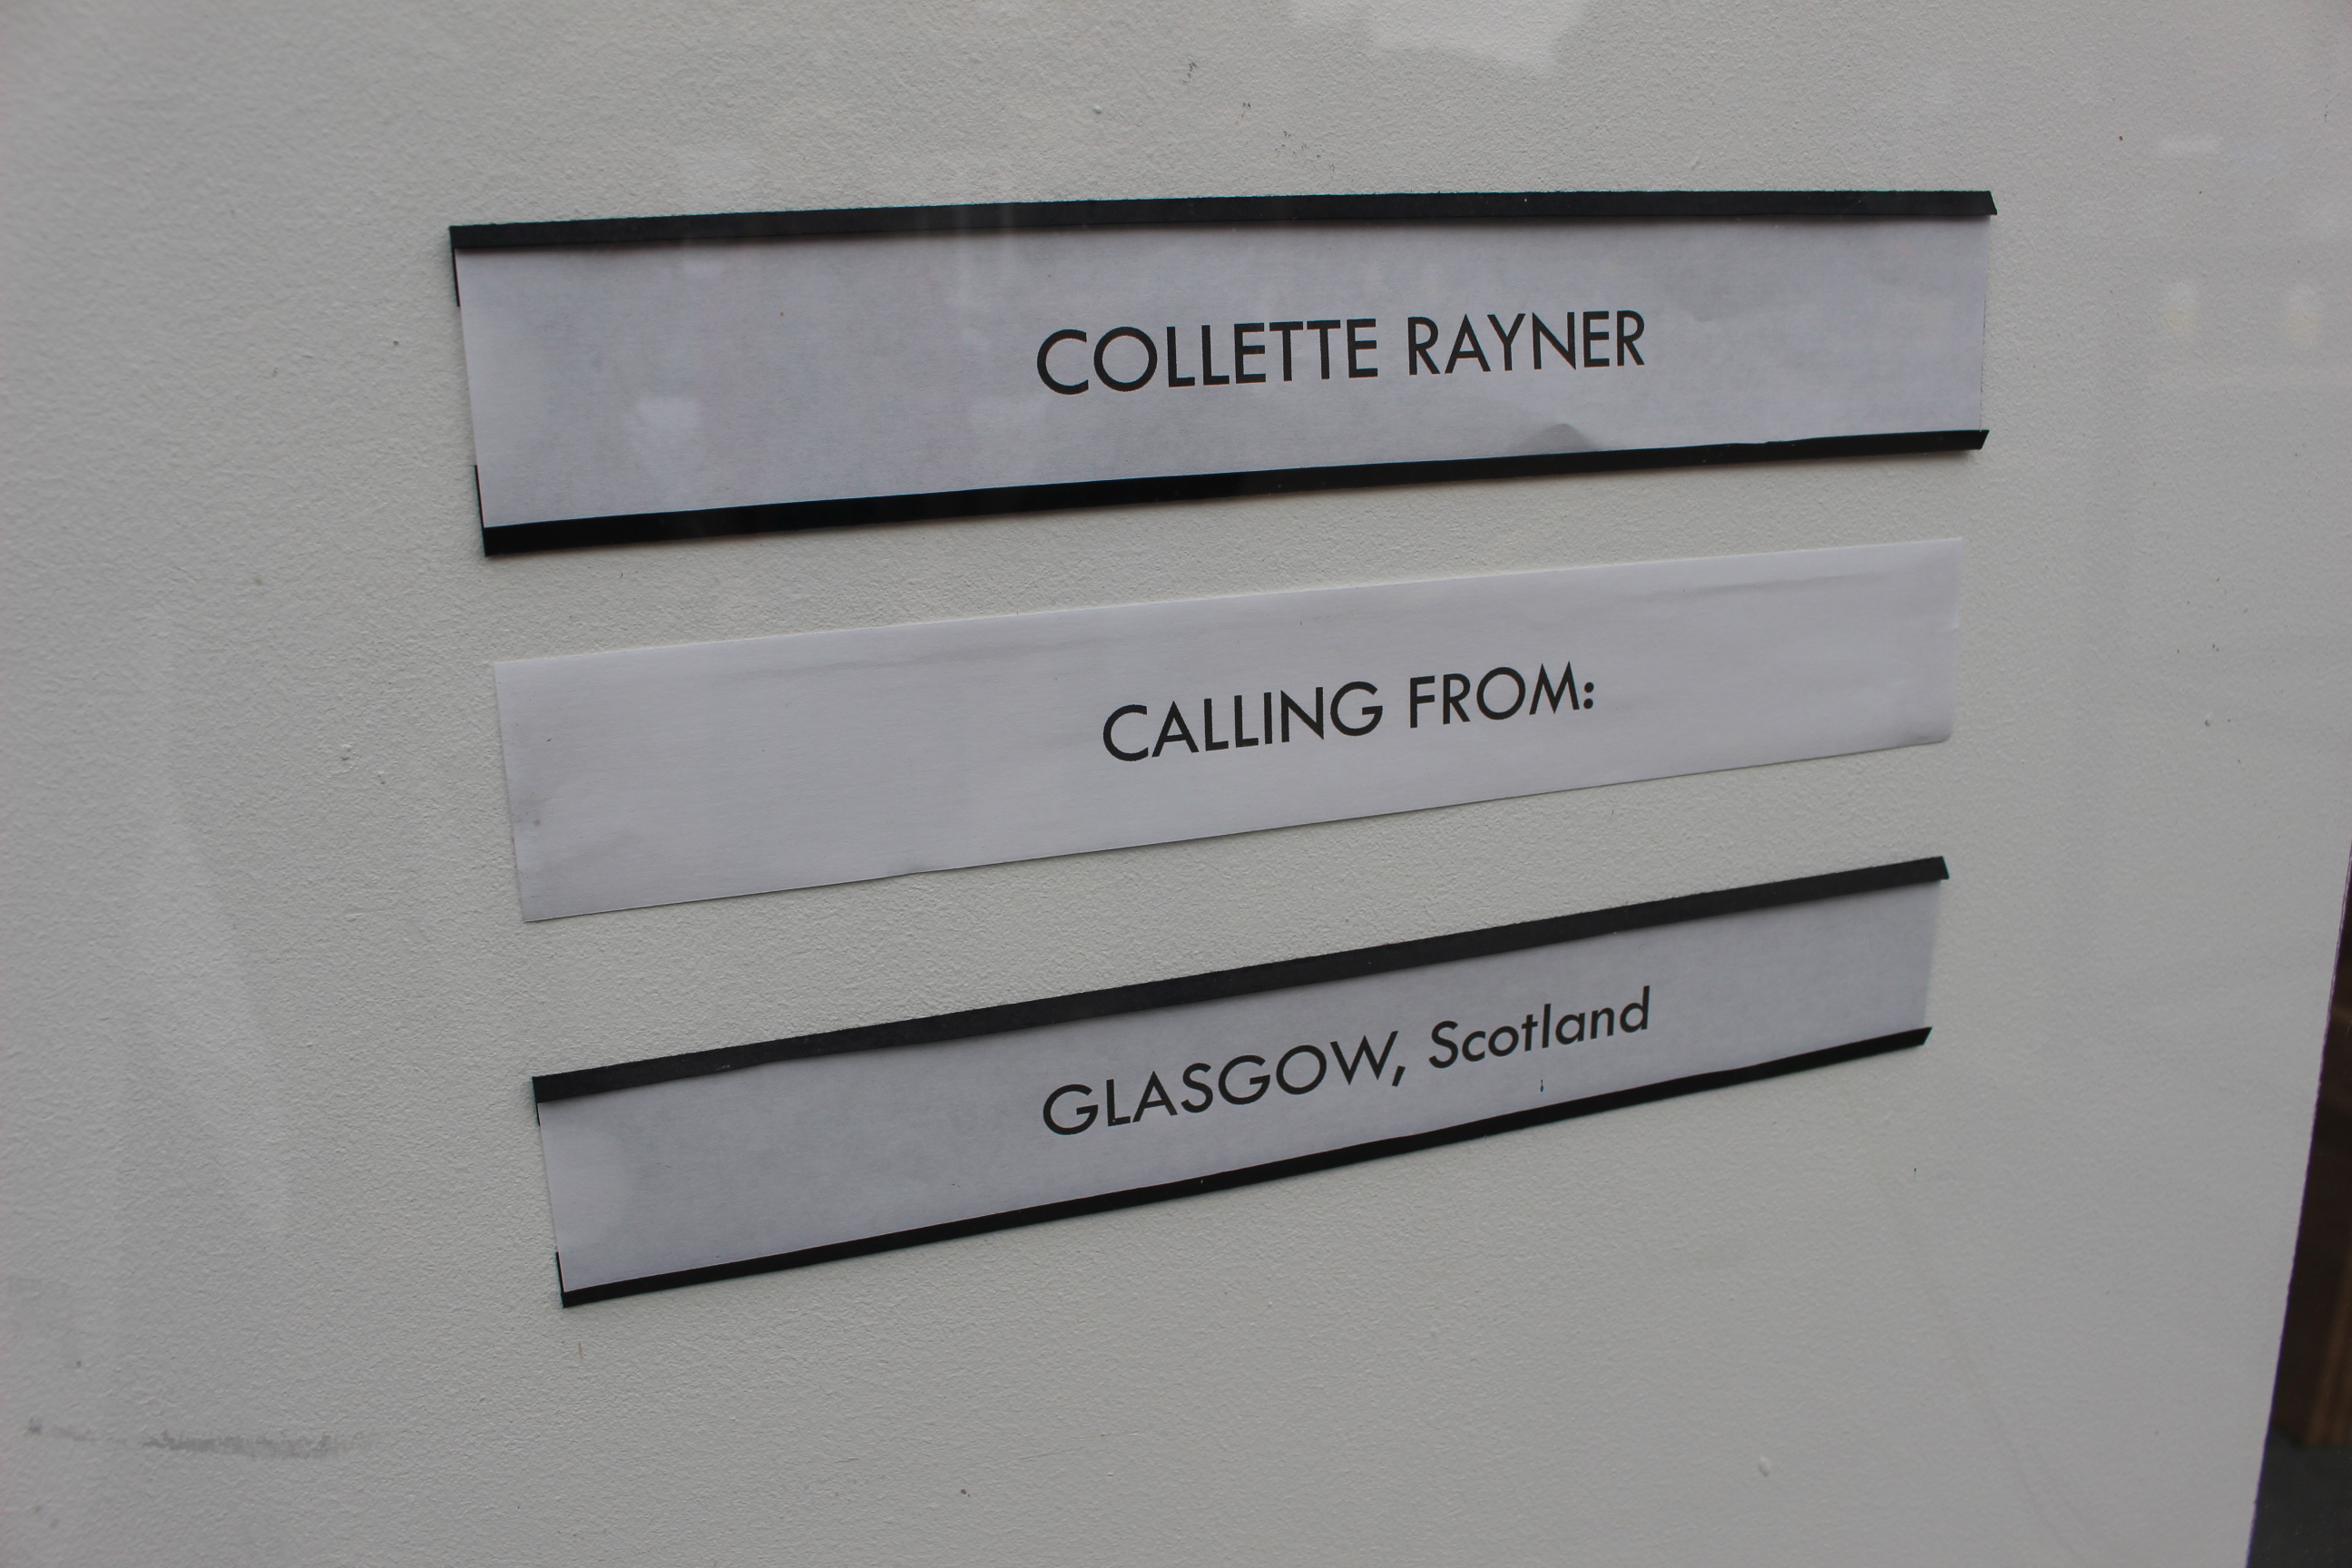 COLLETTE RAYNER
CALLING FROM:
GLASGOW, Scotland